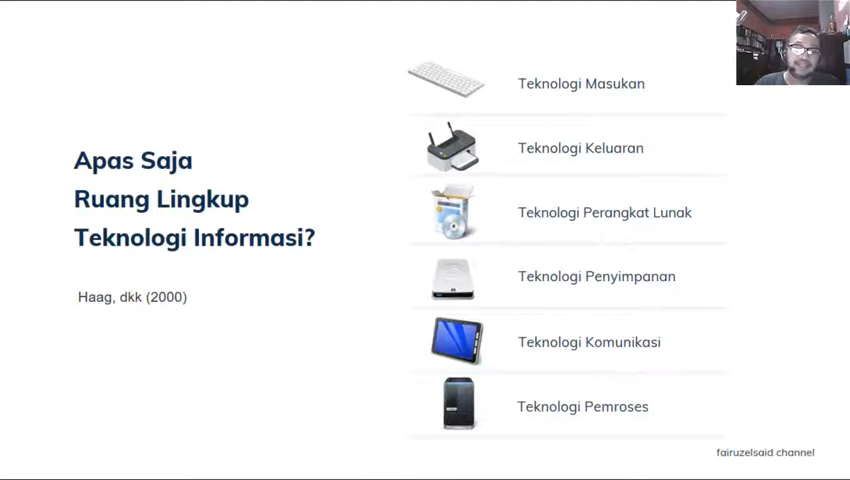 Apas Saja
Ruang Lingkup
Teknologi Informasi?
Haag, dkk (2000)
Teknologi Masukan
Teknologi Keluaran
Teknologi Perangkat Lunak
Teknologi Penyimpanan
Teknologi Komunikasi
Teknologi Pemroses
fairuzelsaid channel